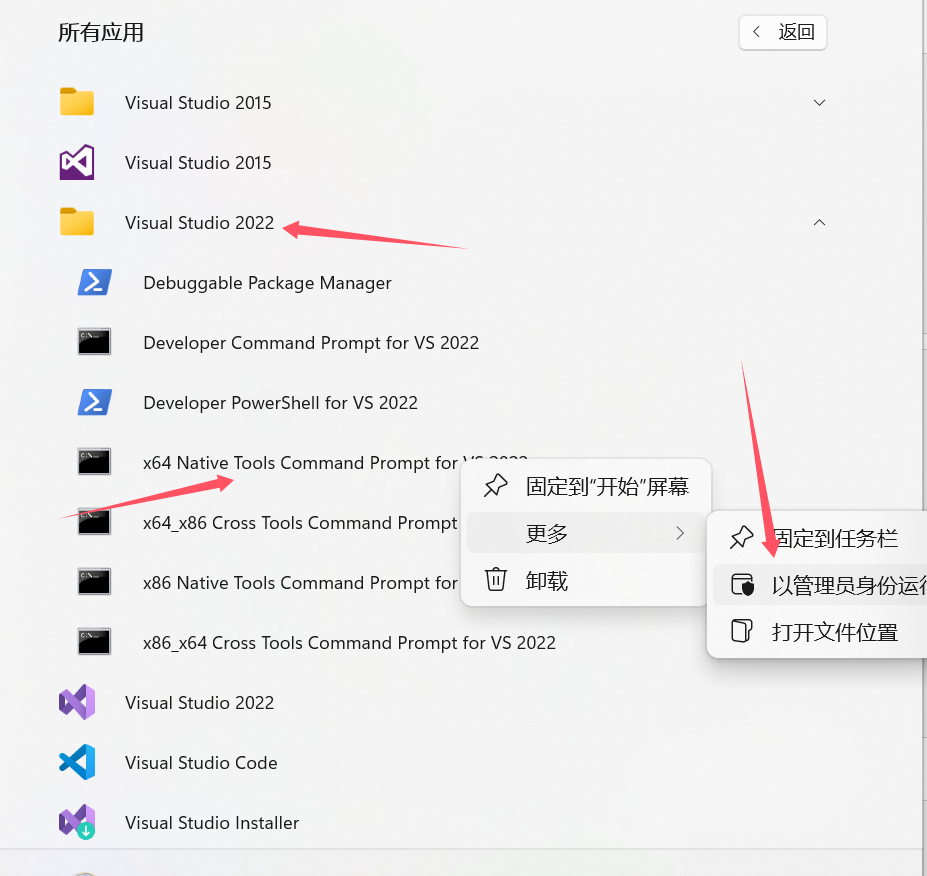 所有应用
返回
Visual Studio 2015
Visual Studio 2015
Visual Studio 2022
Debuggable Package Manager
Developer Command Prompt for VS 2022
Developer PowerShell for VS 2022
x64 Native Tools Command Prompt for VS 2022
固定到“开始”屏幕
x64_x86 Cross Tools Command Prompt
更多
固定到任务栏
x86 Native Tools Command Prompt for
卸载
以管理员身份运行
打开文件位置
x86_x64 Cross Tools Command Prompt for VS 2022
Visual Studio 2022
Visual Studio Code
Visual Studio Installer